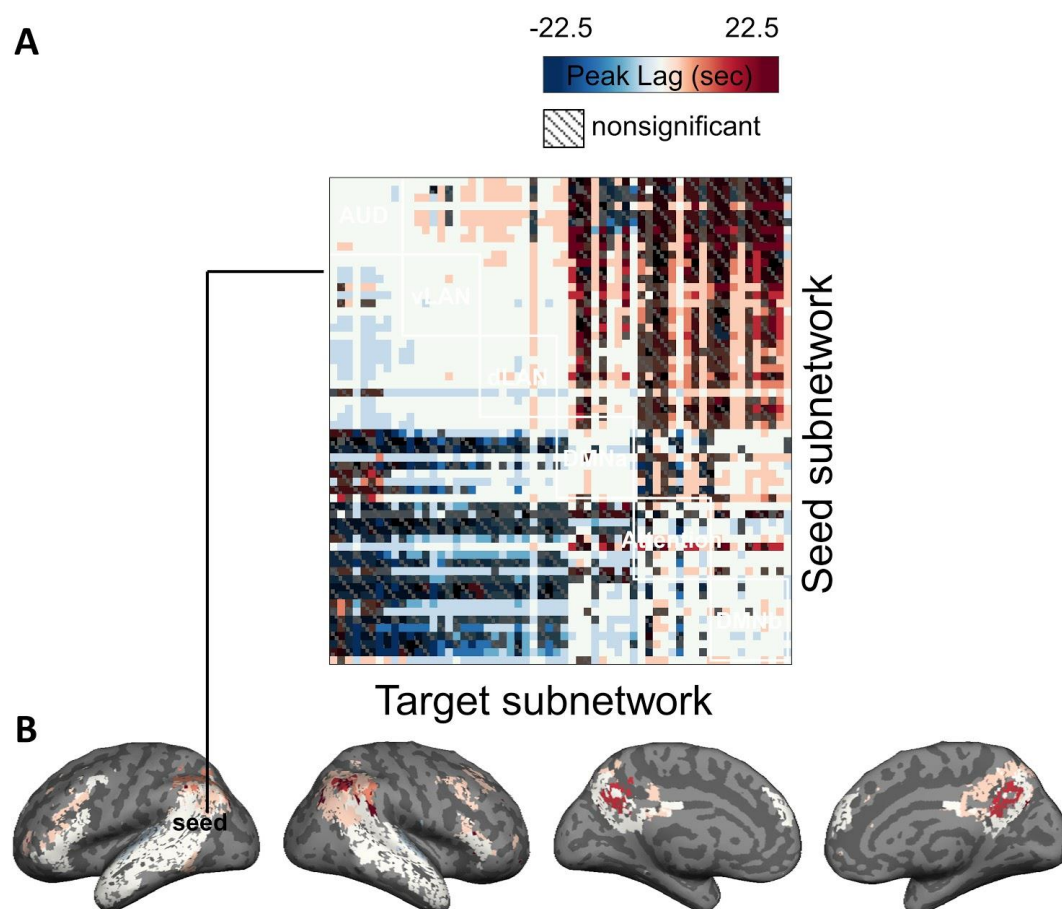 A
-22.5 22.5
Peak Lag (sec)
nonsignificant
AUD
vLAN
dLAN
DMNa
Attention
DMNb
Seed subnetwork
Target subnetwork
B
seed